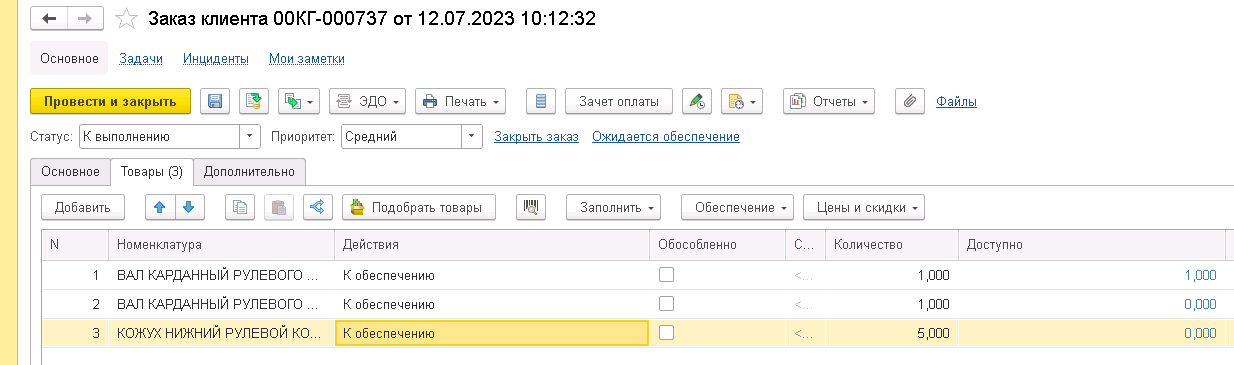 Заказ клиента 00КГ-000737 от 12.07.2023 10:12:32
Основное Задачи Инциденты Мои заметки
Провести и закрыть ЭДО Печать Зачет оплаты Отчеты Файлы
Статус: К выполнению Приоритет: Средний Закрыть заказ Ожидается обеспечение
Основное Товары (3) Дополнительно
Добавить Подобрать товары Заполнить Обеспечение Цены и скидки
N Номенклатура Действия Обособленно С... Количество Доступно
1 ВАЛ КАРДАННЫЙ РУЛЕВОГО ... К обеспечению <... 1,000 1,000
2 ВАЛ КАРДАННЫЙ РУЛЕВОГО ... К обеспечению <... 1,000 0,000
3 КОЖУХ НИЖНИЙ РУЛЕВОЙ КО... К обеспечению <... 5,000 0,000